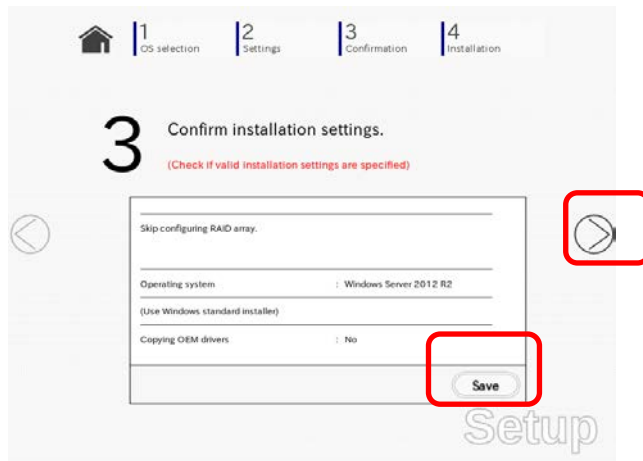 1 2 3 4
OS selection Settings Confirmation Installation
3 Confirm installation settings.
(Check if valid installation settings are specified)
Skip configuring RAID array.
Operating system : Windows Server 2012 R2
(Use Windows standard installer)
Copying OEM drivers : No
Save
Setup